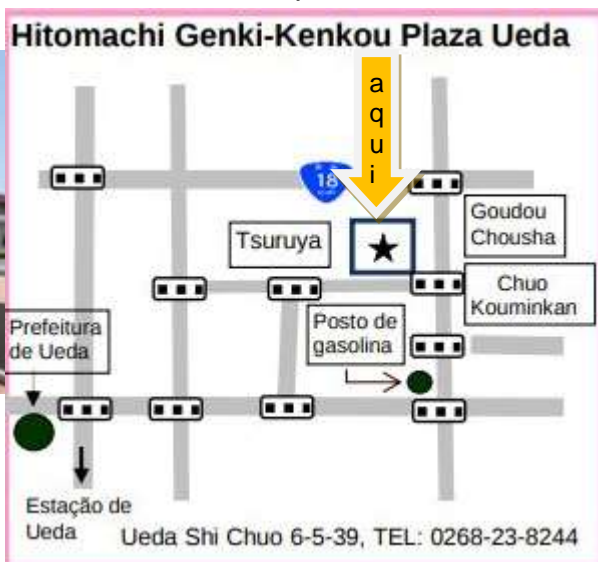 Hitomachi Genki-Kenkou Plaza Ueda
a
q
u
i
18
Goudou
Chousha
Tsuruya
Chuo
Kouminkan
Prefeitura
de Ueda
Posto de
gasolina
Estação de
Ueda
Ueda Shi Chuo 6-5-39, TEL: 0268-23-8244